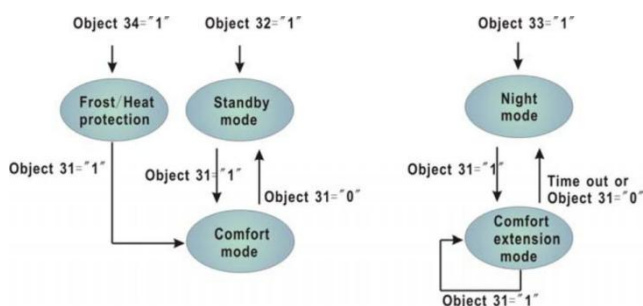 Object 34="1"
Object 32="1"
Object 33="1"
Frost/Heat
protection
Standby
mode
Night
mode
Object 31="1"
Object 31="1"
Object 31="0"
Object 31="1"
Time out or
Object 31="0"
Comfort
mode
Comfort
extension
mode
Object 31="1"